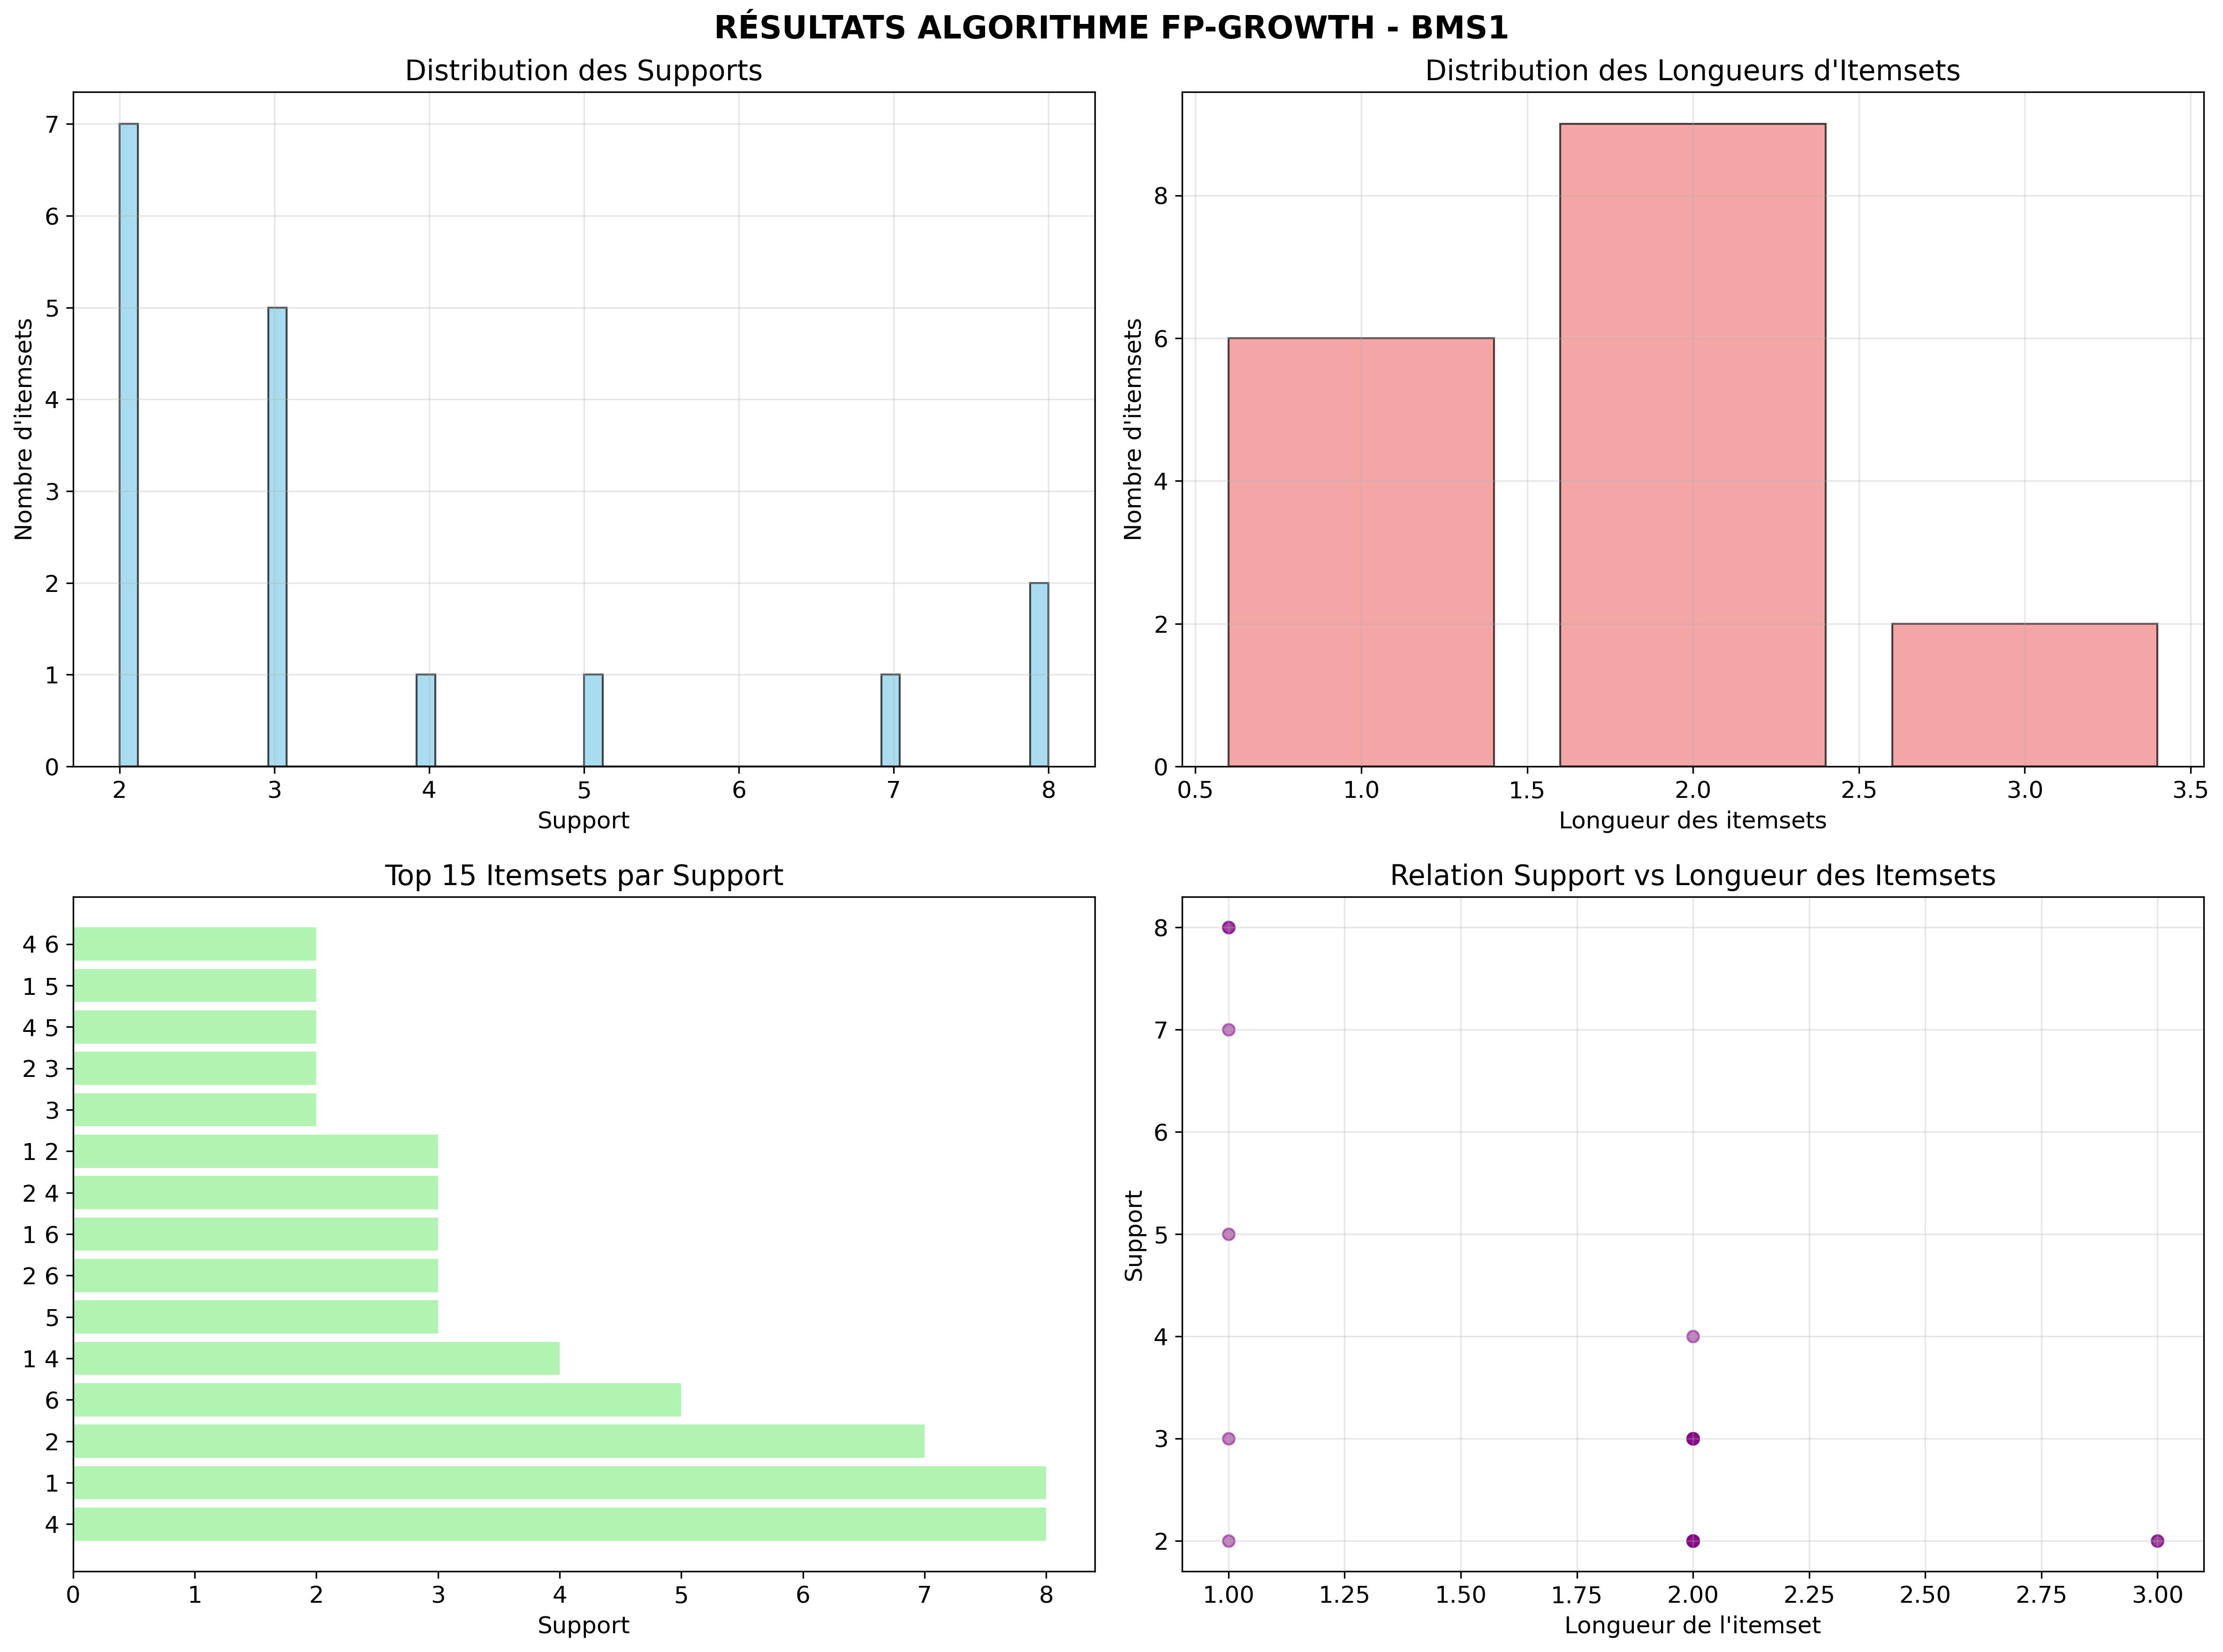 RÉSULTATS ALGORITHME FP-GROWTH - BMS1
Distribution des Supports
7
6
5
4
3
2
1
0
Nombre d'itemsets
2 3 4 5 6 7 8
Support
Distribution des Longueurs d'Itemsets
8
6
4
2
0
Nombre d'itemsets
0.5 1.0 1.5 2.0 2.5 3.0 3.5
Longueur des itemsets
Top 15 Itemsets par Support
4 6
1 5
4 5
2 3
3
1 2
2 4
1 6
2 6
5
1 4
6
2
1
4
0 1 2 3 4 5 6 7 8
Support
Relation Support vs Longueur des Itemsets
8
7
6
5
4
3
2
Support
1.00 1.25 1.50 1.75 2.00 2.25 2.50 2.75 3.00
Longueur de l'itemset